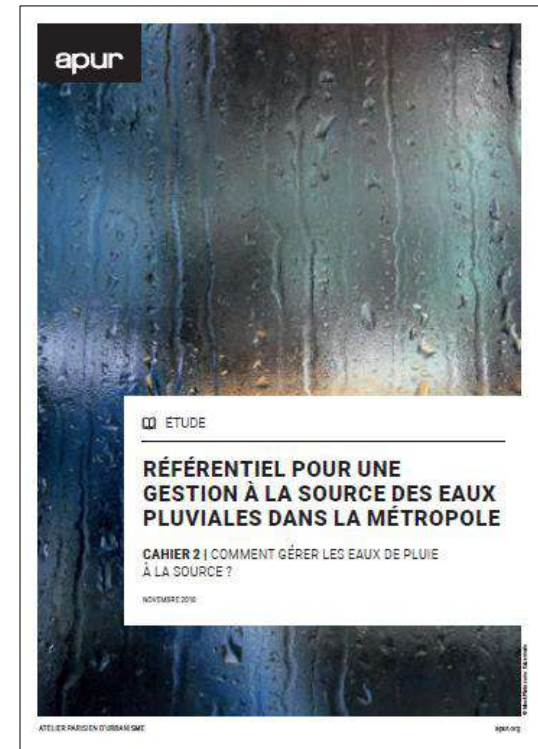 apur
ÉTUDE
RÉFÉRENTIEL POUR UNE
GESTION À LA SOURCE DES EAUX
PLUVIALES DANS LA MÉTROPOLE
CAHIER 2 | COMMENT GÉRER LES EAUX DE PLUIE
À LA SOURCE ?
NOVEMBRE 2018
ATELIER PARISIEN D'URBANISME
apur.org